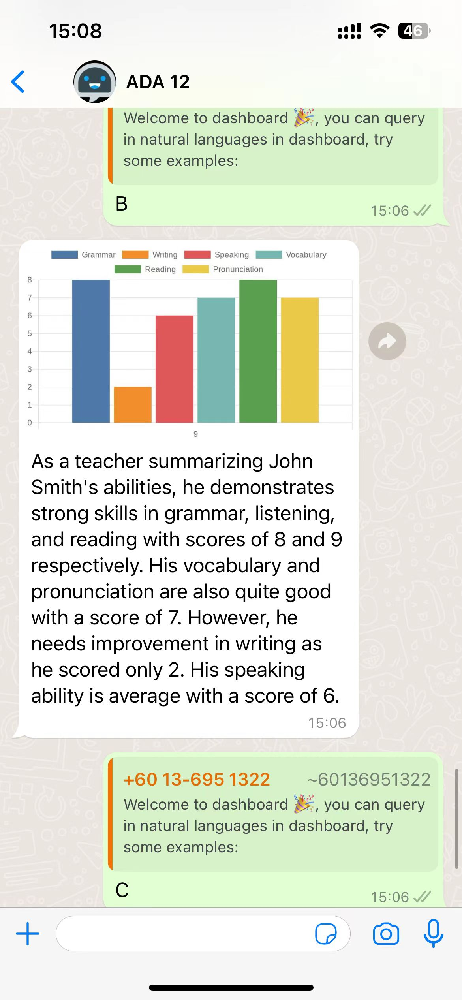 15:08
46
ADA 12
Welcome to dashboard 🎉, you can query
in natural languages in dashboard, try
some examples:
B
15:06
Grammar Writing Speaking Vocabulary
Reading Pronunciation
8
7
6
5
4
3
2
1
0
9
As a teacher summarizing John
Smith's abilities, he demonstrates
strong skills in grammar, listening,
and reading with scores of 8 and 9
respectively. His vocabulary and
pronunciation are also quite good
with a score of 7. However, he
needs improvement in writing as
he scored only 2. His speaking
ability is average with a score of 6.
15:06
+60 13-695 1322 ~60136951322
Welcome to dashboard 🎉, you can query
in natural languages in dashboard, try
some examples:
C
15:06